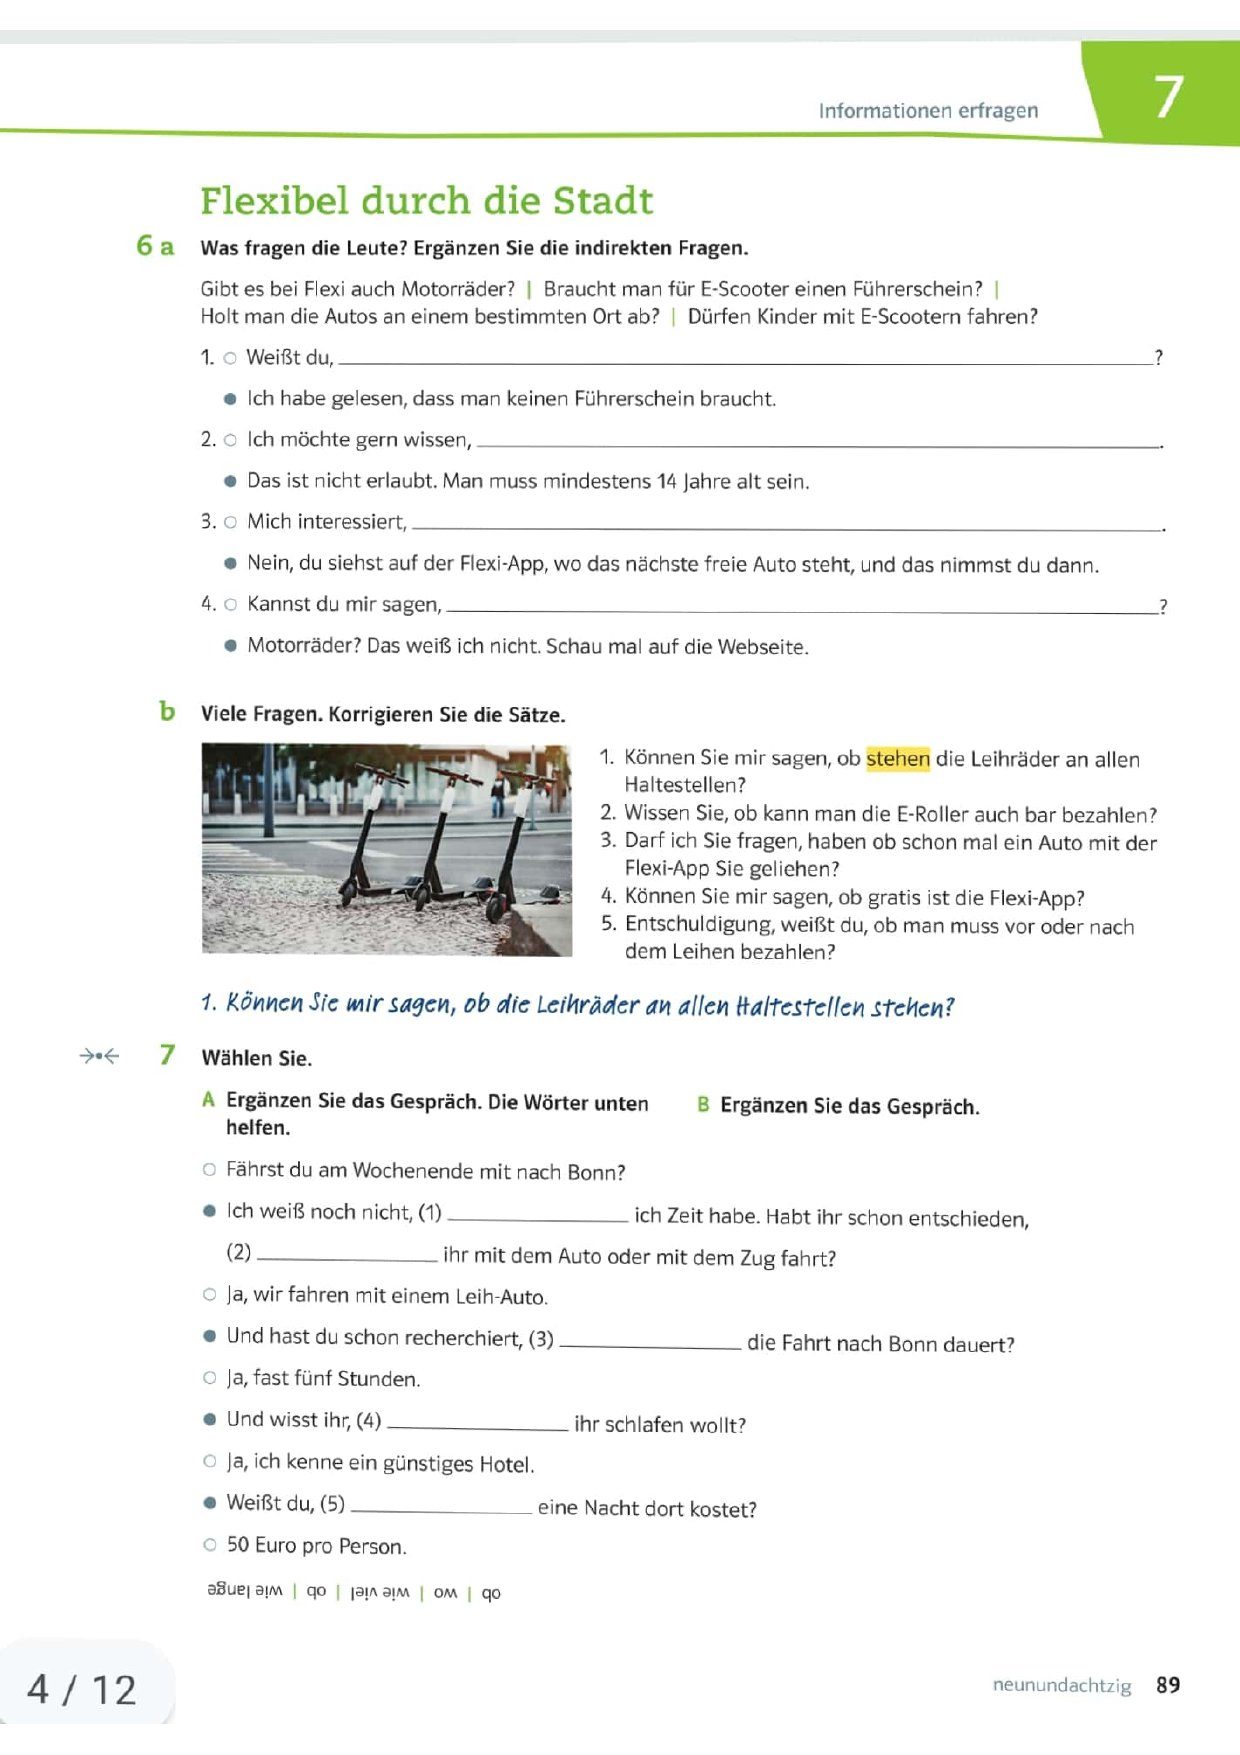 Informationen erfragen
7
Flexibel durch die Stadt
6 a Was fragen die Leute? Ergänzen Sie die indirekten Fragen.
Gibt es bei Flexi auch Motorräder? | Braucht man für E-Scooter einen Führerschein? |
Holt man die Autos an einem bestimmten Ort ab? | Dürfen Kinder mit E-Scootern fahren?
1. ○ Weißt du, ______?
● Ich habe gelesen, dass man keinen Führerschein braucht.
2. ○ Ich möchte gern wissen, ______.
● Das ist nicht erlaubt. Man muss mindestens 14 Jahre alt sein.
3. ○ Mich interessiert, ______.
● Nein, du siehst auf der Flexi-App, wo das nächste freie Auto steht, und das nimmst du dann.
4. ○ Kannst du mir sagen, ______?
● Motorräder? Das weiß ich nicht. Schau mal auf die Webseite.
b Viele Fragen. Korrigieren Sie die Sätze.
1. Können Sie mir sagen, ob stehen die Leihräder an allen
Haltestellen?
2. Wissen Sie, ob kann man die E-Roller auch bar bezahlen?
3. Darf ich Sie fragen, haben ob schon mal ein Auto mit der
Flexi-App Sie geliehen?
4. Können Sie mir sagen, ob gratis ist die Flexi-App?
5. Entschuldigung, weißt du, ob man muss vor oder nach
dem Leihen bezahlen?
1. Können Sie mir sagen, ob die Leihräder an allen Haltestellen stehen?
7 Wählen Sie.
A Ergänzen Sie das Gespräch. Die Wörter unten
helfen.
B Ergänzen Sie das Gespräch.
○ Fährst du am Wochenende mit nach Bonn?
● Ich weiß noch nicht, (1) ______ ich Zeit habe. Habt ihr schon entschieden,
(2) ______ ihr mit dem Auto oder mit dem Zug fahrt?
○ Ja, wir fahren mit einem Leih-Auto.
● Und hast du schon recherchiert, (3) ______ die Fahrt nach Bonn dauert?
○ Ja, fast fünf Stunden.
● Und wisst ihr, (4) ______ ihr schlafen wollt?
○ Ja, ich kenne ein günstiges Hotel.
● Weißt du, (5) ______ eine Nacht dort kostet?
○ 50 Euro pro Person.
ob | wo | wie viel | ob | wie lange
4 / 12
neunundachtzig 89